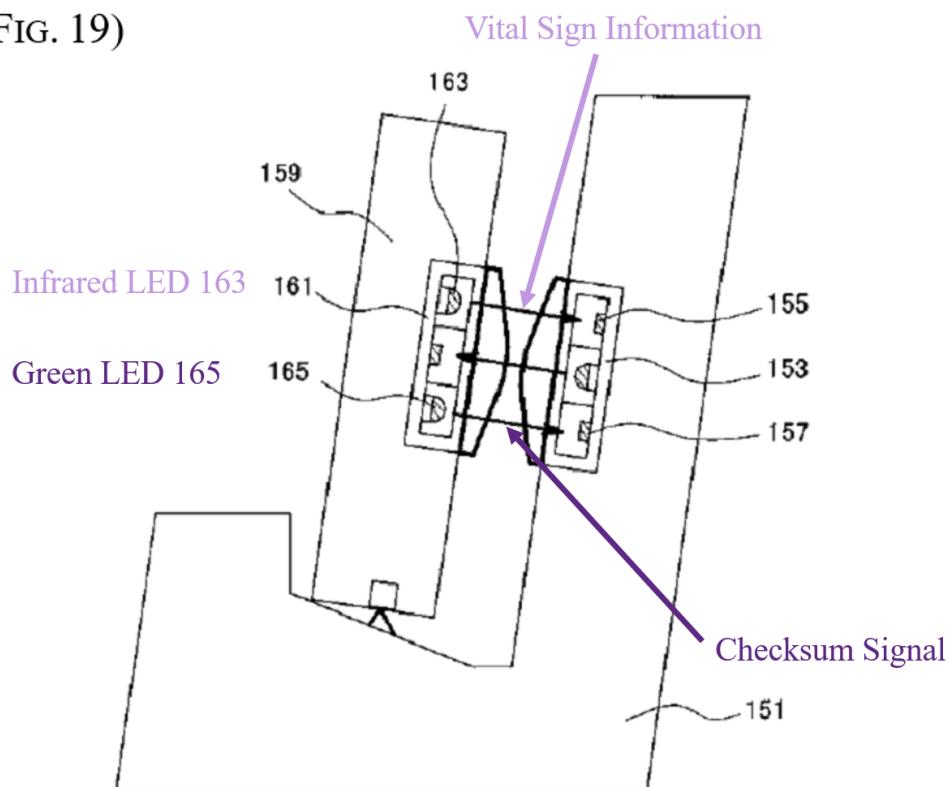 FIG. 19)
Vital Sign Information
163
159
Infrared LED 163
161
155
Green LED 165
165
153
157
Checksum Signal
151